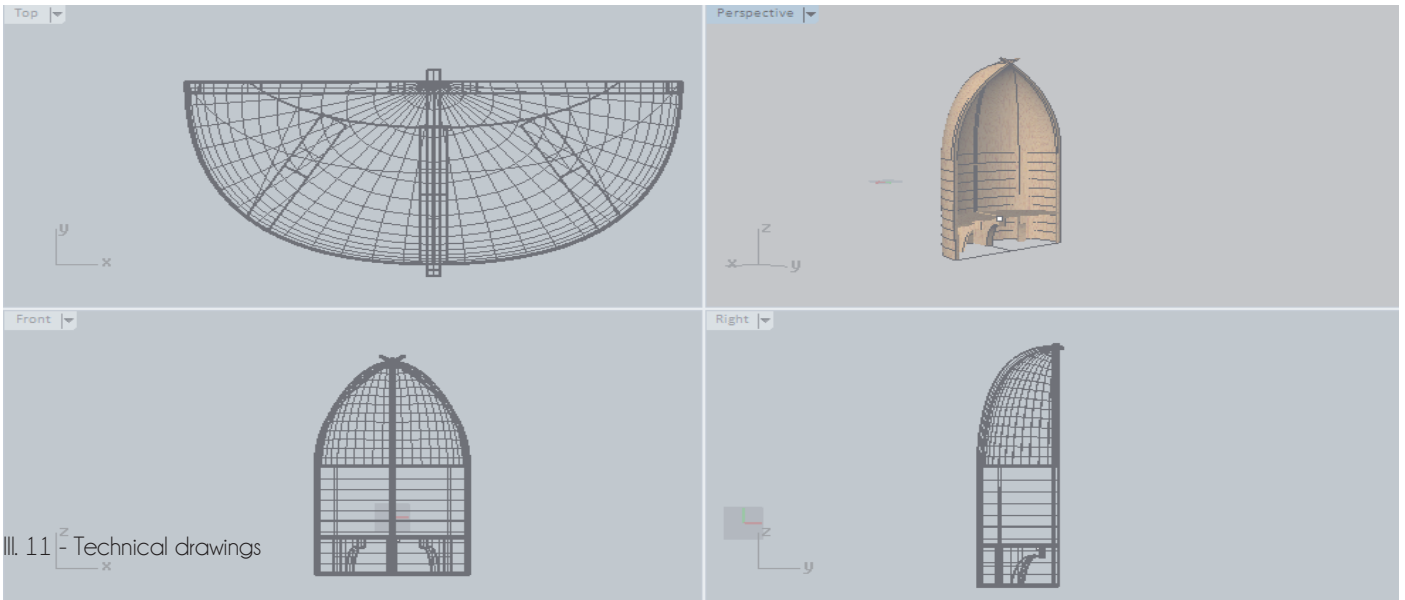 Top
Perspective
y
x
z
x
y
Front
Right
z
x
z
y
Ill. 11 - Technical drawings